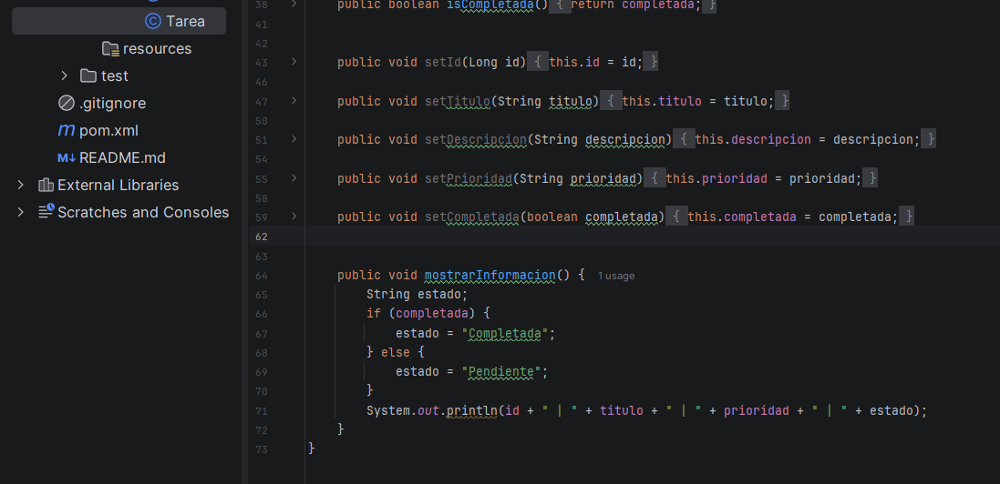 Tarea
resources
test
.gitignore
pom.xml
README.md
External Libraries
Scratches and Consoles
38 public boolean isCompletada() { return completada; }
41
42
43 public void setId(Long id) { this.id = id; }
46
47 public void setTitulo(String titulo) { this.titulo = titulo; }
50
51 public void setDescripcion(String descripcion) { this.descripcion = descripcion; }
54
55 public void setPrioridad(String prioridad) { this.prioridad = prioridad; }
58
59 public void setCompletada(boolean completada) { this.completada = completada; }
62
63
64 public void mostrarInformacion() { 1 usage
65 String estado;
66 if (completada) {
67 estado = "Completada";
68 } else {
69 estado = "Pendiente";
70 }
71 System.out.println(id + " | " + titulo + " | " + prioridad + " | " + estado);
72 }
73 }